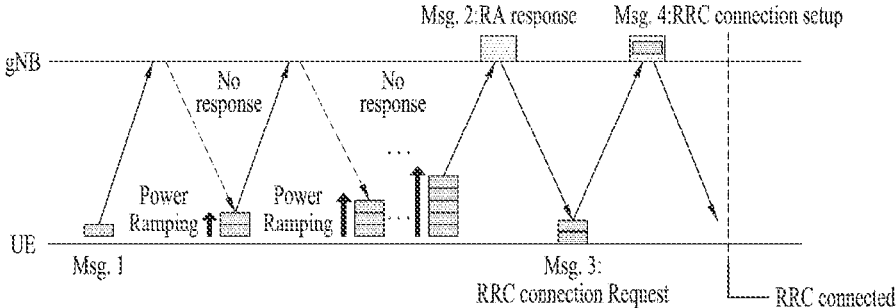 Msg. 2:RA response
Msg. 4:RRC connection setup
gNB
No
response
No
response
...
Power
Ramping
Power
Ramping
...
UE
Msg. 1
Msg. 3:
RRC connection Request
RRC connected